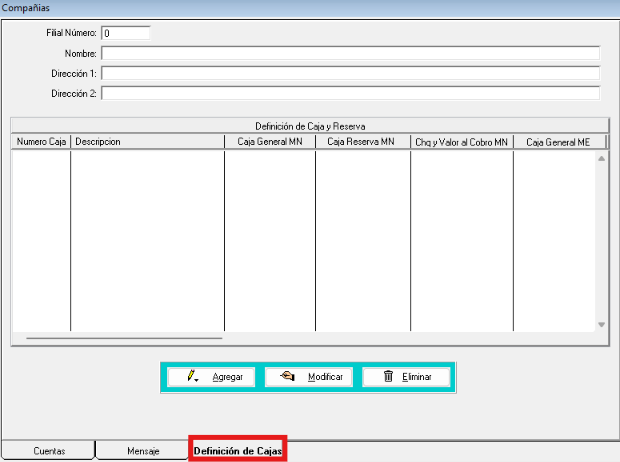 Compañias
Filial Número: 0
Nombre:
Dirección 1:
Dirección 2:
Definición de Caja y Reserva
Numero Caja Descripcion Caja General MN Caja Reserva MN Chq y Valor al Cobro MN Caja General ME
Agregar Modificar Eliminar
Cuentas Mensaje Definición de Cajas